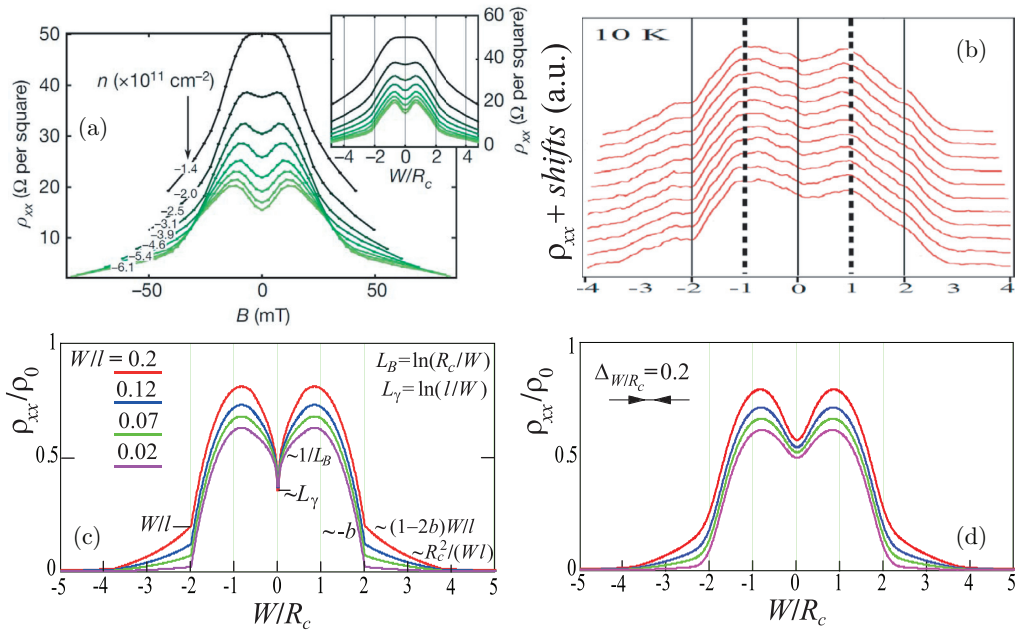 (a)
ρxx (Ω per square)
50
40
30
20
10
n (×10¹¹ cm⁻²)
−1.4
−2.0
−2.5
−3.1
−3.9
−4.6
−5.4
−6.1
−50
0
50
B (mT)
60
40
20
0
ρxx (Ω per square)
−4
−2
0
2
4
W/Rc
(b)
10 K
ρxx + shifts (a.u.)
-4
-3
-2
-1
0
1
2
3
4
(c)
ρxx/ρ0
1
0.5
0
W/l = 0.2
0.12
0.07
0.02
LB=ln(Rc/W)
Lγ=ln(l/W)
~1/LB
~Lγ
W/l
~-b
~(1−2b)W/l
~Rc²/(Wl)
-5
-4
-3
-2
-1
0
1
2
3
4
5
W/Rc
(d)
ρxx/ρ0
1
0.5
0
ΔW/Rc=0.2
-5
-4
-3
-2
-1
0
1
2
3
4
5
W/Rc